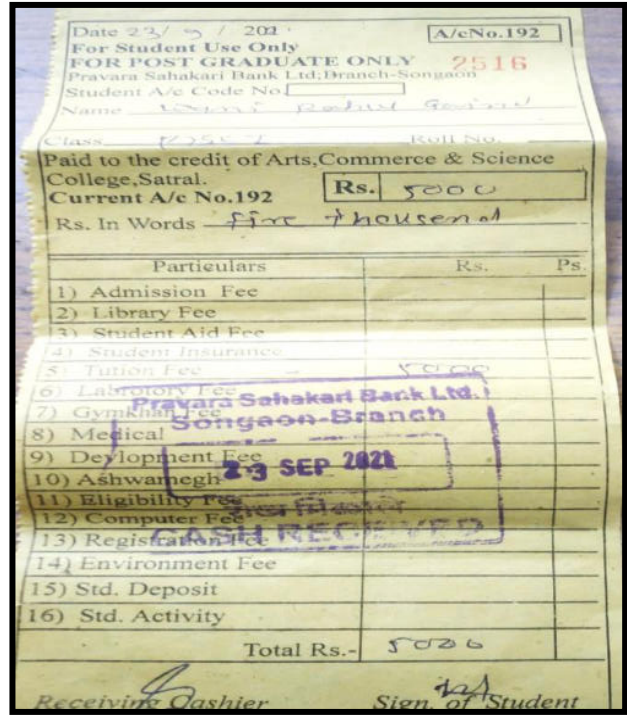 Date 23/ 9 / 202 A/cNo.192
For Student Use Only
FOR POST GRADUATE ONLY 2516
Pravara Sahakari Bank Ltd;Branch-Songaon
Student A/c Code No.
Name
Class Roll No.
Paid to the credit of Arts,Commerce & Science
College,Satral.
Current A/c No.192 Rs. 5000
Rs. In Words five thousend
Particulars Rs. Ps.
1) Admission Fee
2) Library Fee
3) Student Aid Fee
4) Student Insurance
5) Tution Fee - 5000
6) Labrotory Fee
Pravara Sahakari Bank Ltd.
7) Gymkhan Fee
Songaon-Branch
8) Medical
9) Devlopment Fee
23 SEP 2021
10) Ashwamegh
11) Eligibility Fee
12) Computer Fee
CASH RECEIVED
13) Registration Fee
14) Environment Fee
15) Std. Deposit
16) Std. Activity
Total Rs.- 5000
Receiving Cashier Sign. of Student